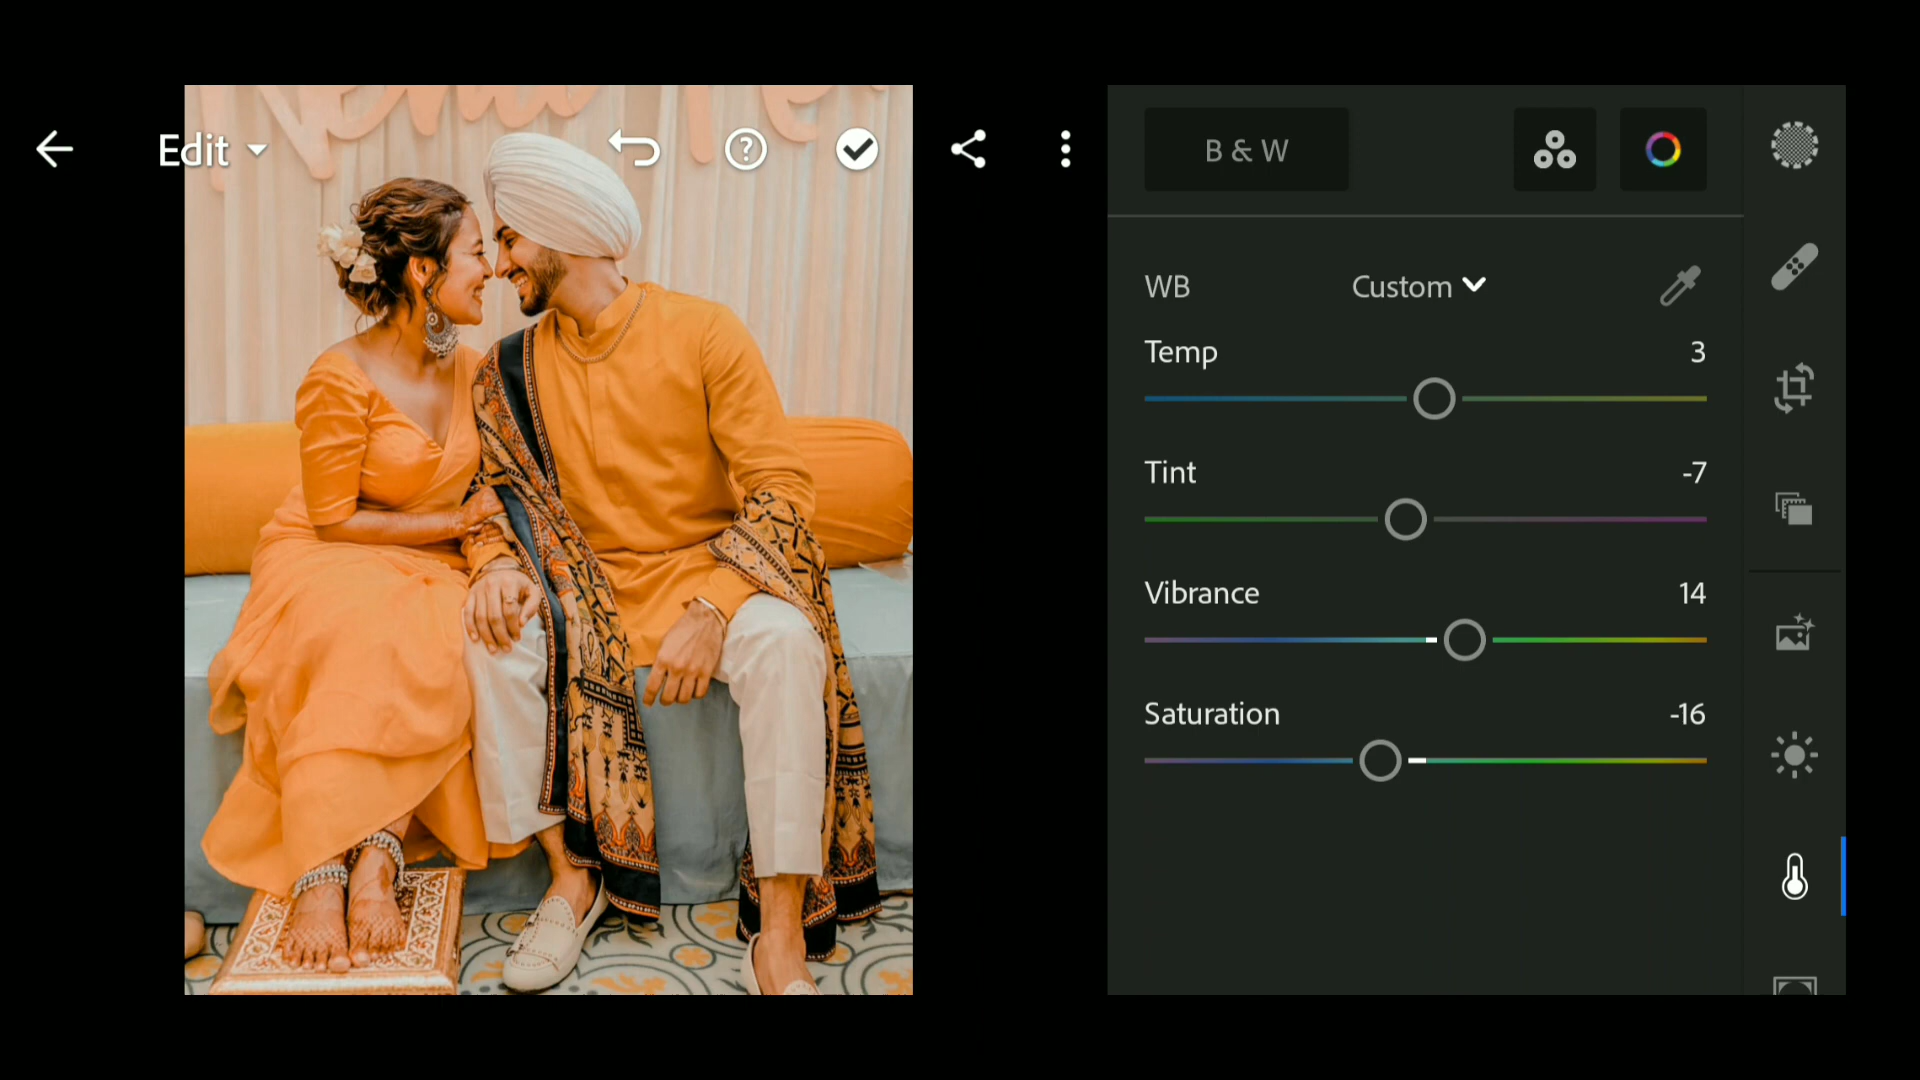 Edit
B & W
WB Custom
Temp 3
Tint -7
Vibrance 14
Saturation -16